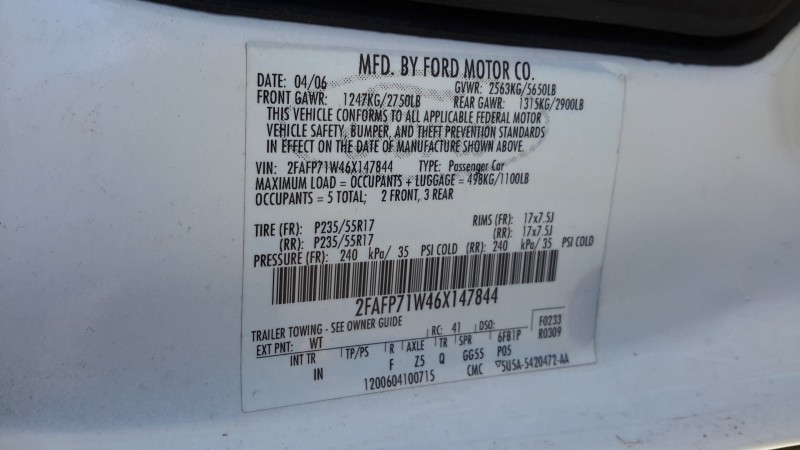 MFD. BY FORD MOTOR CO.
DATE: 04/06 GVWR: 2563KG/5650LB
FRONT GAWR: 1247KG/2750LB REAR GAWR: 1315KG/2900LB
THIS VEHICLE CONFORMS TO ALL APPLICABLE FEDERAL MOTOR
VEHICLE SAFETY, BUMPER, AND THEFT PREVENTION STANDARDS
IN EFFECT ON THE DATE OF MANUFACTURE SHOWN ABOVE.
VIN: 2FAFP71W46X147844 TYPE: Passenger Car
MAXIMUM LOAD = OCCUPANTS + LUGGAGE = 498KG/1100LB
OCCUPANTS = 5 TOTAL; 2 FRONT, 3 REAR
TIRE (FR): P235/55R17 RIMS (FR): 17x7.5J
(RR): P235/55R17 (RR): 17x7.5J
PRESSURE (FR): 240 kPa/ 35 PSI COLD (RR): 240 kPa/ 35 PSI COLD
2FAFP71W46X147844
TRAILER TOWING - SEE OWNER GUIDE
EXT PNT: WT RC: 41 DSO: F0233
INT TR TP/PS R AXLE TR SPR 6FB1P R0309
IN F Z5 Q GG55 P05
1200604100715 CMC ▽5U5A-5420472-AA